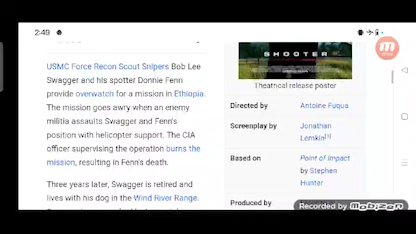 2:49
USMC Force Recon Scout Snipers Bob Lee
Swagger and his spotter Donnie Fenn
provide overwatch for a mission in Ethiopia.
The mission goes awry when an enemy
militia assaults Swagger and Fenn's
position with helicopter support. The CIA
officer supervising the operation burns the
mission, resulting in Fenn's death.
Three years later, Swagger is retired and
lives with his dog in the Wind River Range.
SHOOTER
Theatrical release poster
Directed by Antoine Fuqua
Screenplay by Jonathan
Lemkin[1]
Based on Point of Impact
by Stephen
Hunter
Produced by
Recorded by Mobizen